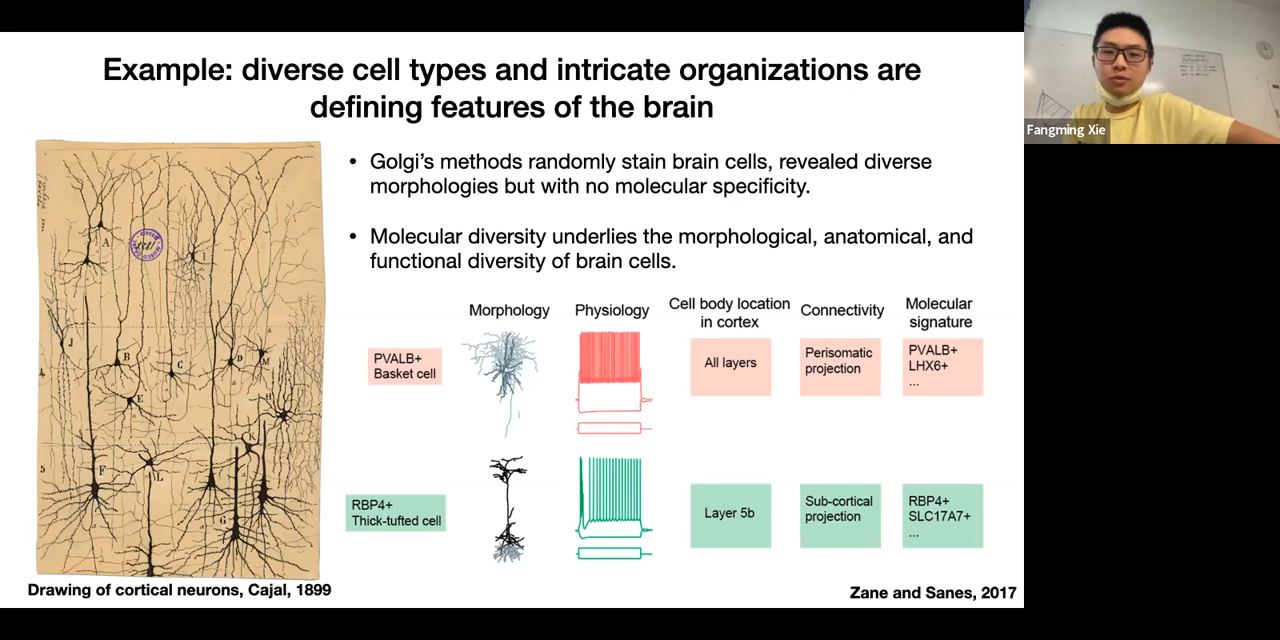 Example: diverse cell types and intricate organizations are
defining features of the brain
Fangming Xie
• Golgi’s methods randomly stain brain cells, revealed diverse
morphologies but with no molecular specificity.
• Molecular diversity underlies the morphological, anatomical, and
functional diversity of brain cells.
Morphology
Physiology
Cell body location
in cortex
Connectivity
Molecular
signature
PVALB+
Basket cell
All layers
Perisomatic
projection
PVALB+
LHX6+
...
RBP4+
Thick-tufted cell
Layer 5b
Sub-cortical
projection
RBP4+
SLC17A7+
...
A
J
B
C
D
M
E
H
F
L
G
5
Drawing of cortical neurons, Cajal, 1899
Zane and Sanes, 2017